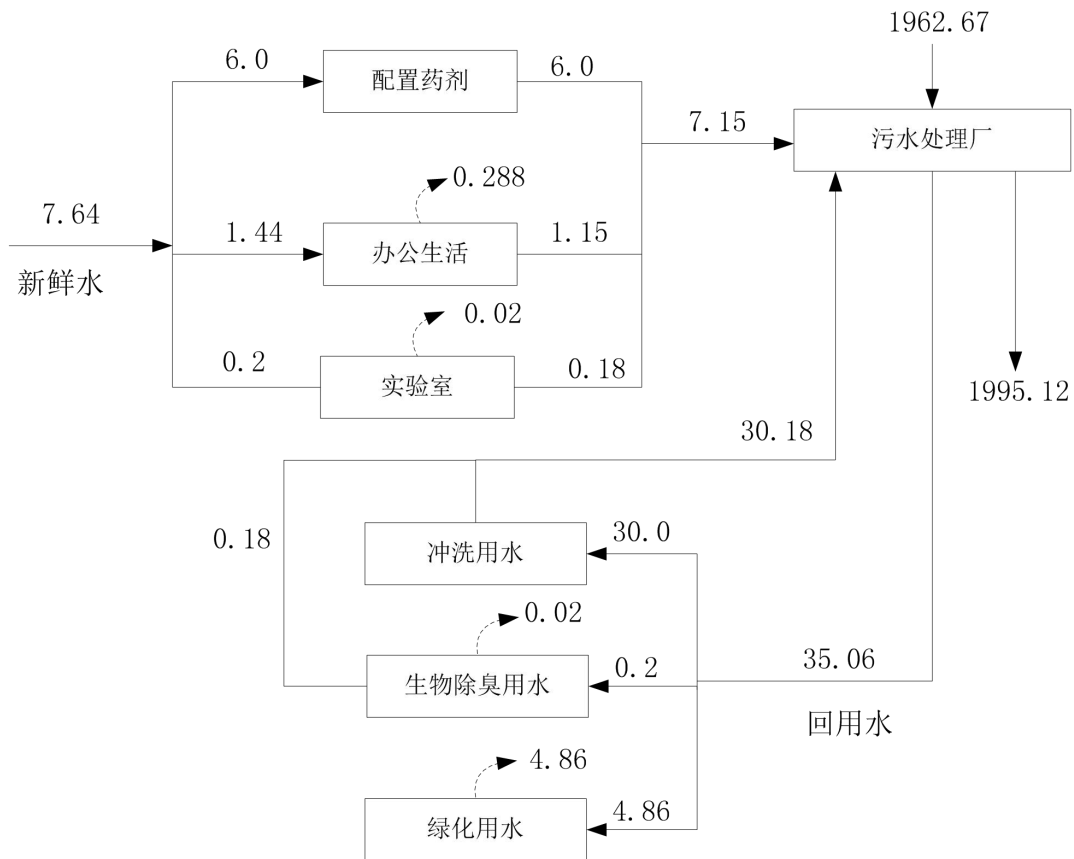 1962.67
6.0
配置药剂
6.0
7.15
污水处理厂
0.288
7.64
1.44
办公生活
1.15
新鲜水
0.02
0.2
实验室
0.18
1995.12
30.18
0.18
冲洗用水
30.0
0.02
生物除臭用水
0.2
35.06
回用水
4.86
绿化用水
4.86